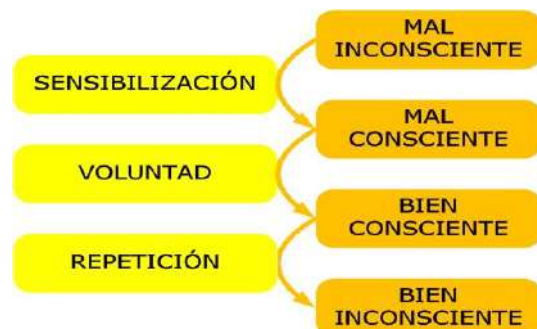 MAL
INCONSCIENTE
SENSIBILIZACIÓN
MAL
CONSCIENTE
VOLUNTAD
BIEN
CONSCIENTE
REPETICIÓN
BIEN
INCONSCIENTE